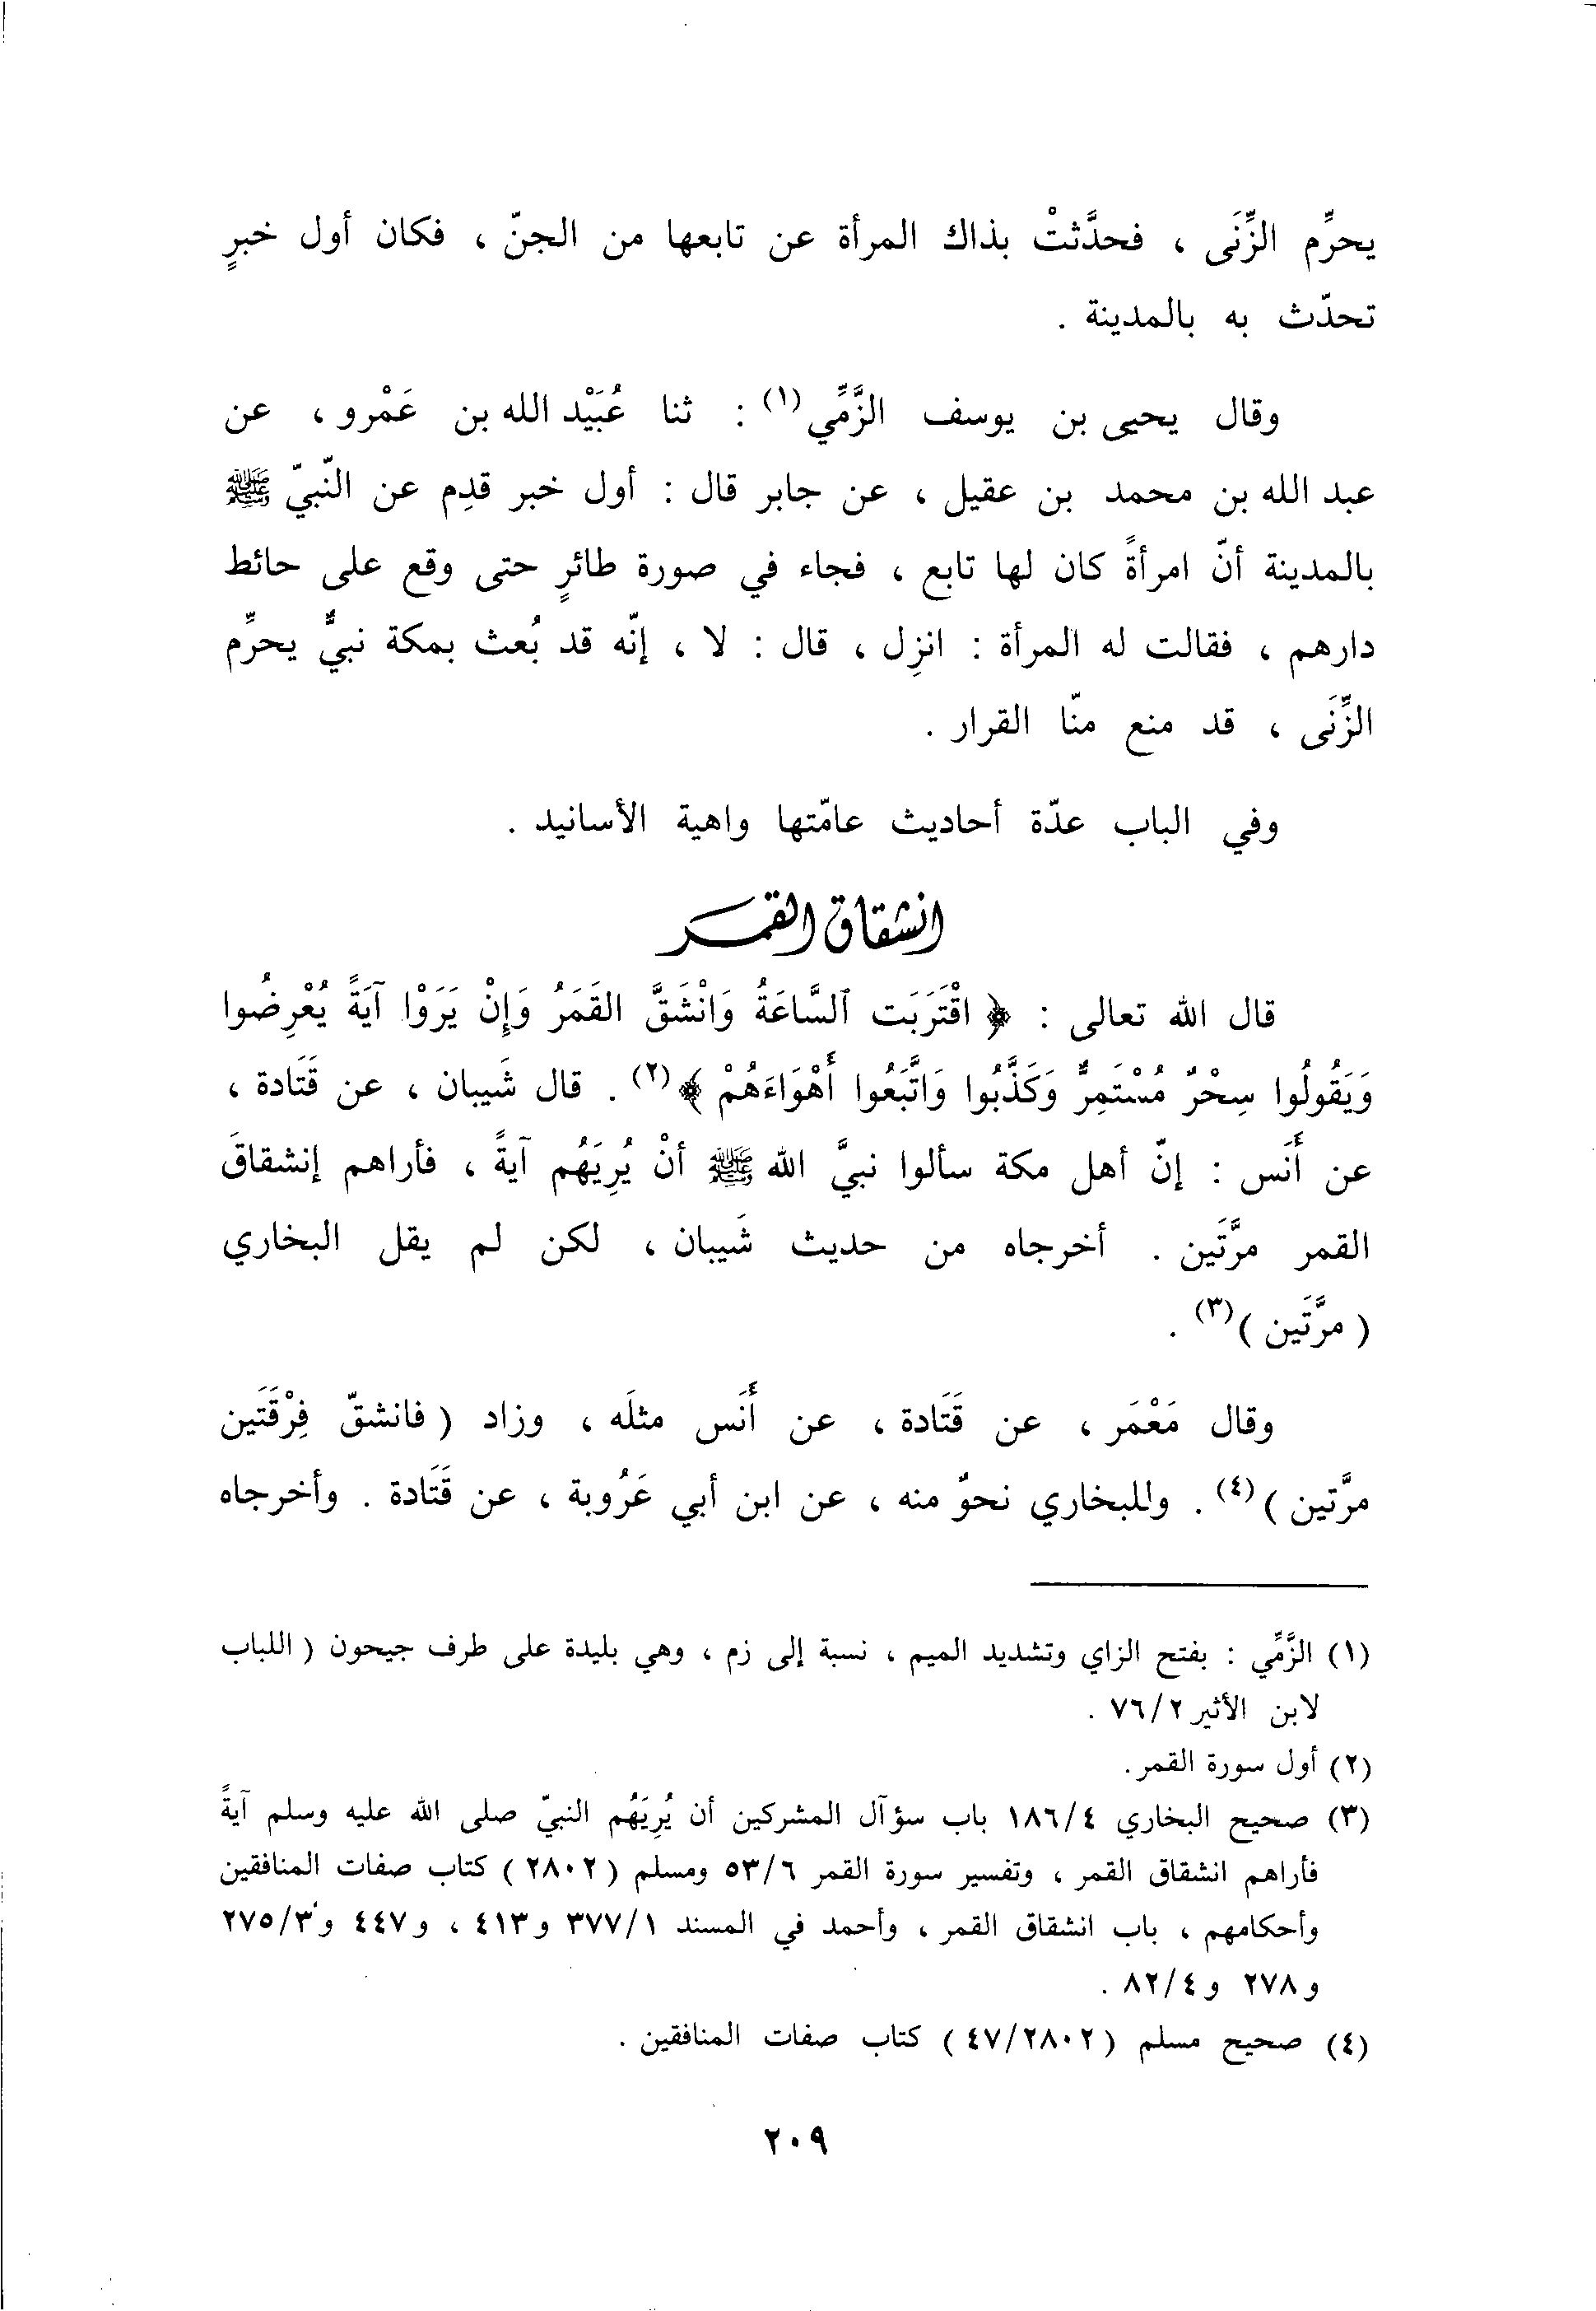 يحرِّم الزِّنَى ، فحدَّثتْ بذاك المرأة عن تابعها من الجنّ ، فكان أول خبرٍ
تحدّث به بالمدينة .
وقال يحيى بن يوسف الزَّمِّي(١) : ثنا عُبَيْد الله بن عَمْرو ، عن
عبد الله بن محمد بن عقيل ، عن جابر قال : أول خبر قدِم عن النّبيّ ﷺ
بالمدينة أنّ امرأةً كان لها تابع ، فجاء في صورة طائرٍ حتى وقع على حائط
دارهم ، فقالت له المرأة : انزِل ، قال : لا ، إنّه قد بُعث بمكة نبيٌّ يحرِّم
الزِّنَى ، قد منع منّا القرار .
وفي الباب عدّة أحاديث عامّتها واهية الأسانيد .
انشقاق القمر
قال الله تعالى : ﴿ اقْتَرَبَت ٱلسَّاعَةُ وَانْشَقَّ القَمَرُ وَإِنْ يَرَوْا آيَةً يُعْرِضُوا
وَيَقُولُوا سِحْرٌ مُسْتَمِرٌّ وَكَذَّبُوا وَاتَّبَعُوا أَهْوَاءَهُمْ ﴾(٢) . قال شَيبان ، عن قَتَادة ،
عن أَنَس : إنّ أهل مكة سألوا نبيَّ الله ﷺ أنْ يُرِيَهُم آيةً ، فأراهم إنشقاقَ
القمر مرَّتَين . أخرجاه من حديث شَيبان ، لكن لم يقل البخاري
( مرَّتَين )(٣) .
وقال مَعْمَر ، عن قَتَادة ، عن أَنَس مثلَه ، وزاد ( فانشقّ فِرْقَتَين
مرَّتين )(٤) . وللبخاري نحوٌ منه ، عن ابن أبي عَرُوبة ، عن قَتَادة . وأخرجاه
(١) الزَّمِّي : بفتح الزاي وتشديد الميم ، نسبة إلى زم ، وهي بليدة على طرف جيحون ( اللباب
لابن الأثير ٧٦/٢ .
(٢) أول سورة القمر.
(٣) صحيح البخاري ١٨٦/٤ باب سؤآل المشركين أن يُرِيَهُم النبيّ صلى الله عليه وسلم آيةً
فأراهم انشقاق القمر ، وتفسير سورة القمر ٥٣/٦ ومسلم ( ٢٨٠٢ ) كتاب صفات المنافقين
وأحكامهم ، باب انشقاق القمر ، وأحمد في المسند ٣٧٧/١ و٤١٣ ، و٤٤٧ و٢٧٥/٣
و٢٧٨ و٨٢/٤ .
(٤) صحيح مسلم ( ٤٧/٢٨٠٢ ) كتاب صفات المنافقين .
٢٠٩